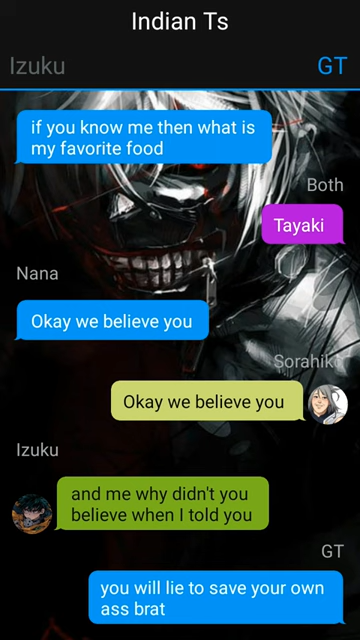 Indian Ts
Izuku GT
if you know me then what is
my favorite food
Both
Tayaki
Nana
Okay we believe you
Sorahiko
Okay we believe you
Izuku
and me why didn't you
believe when I told you
GT
you will lie to save your own
ass brat